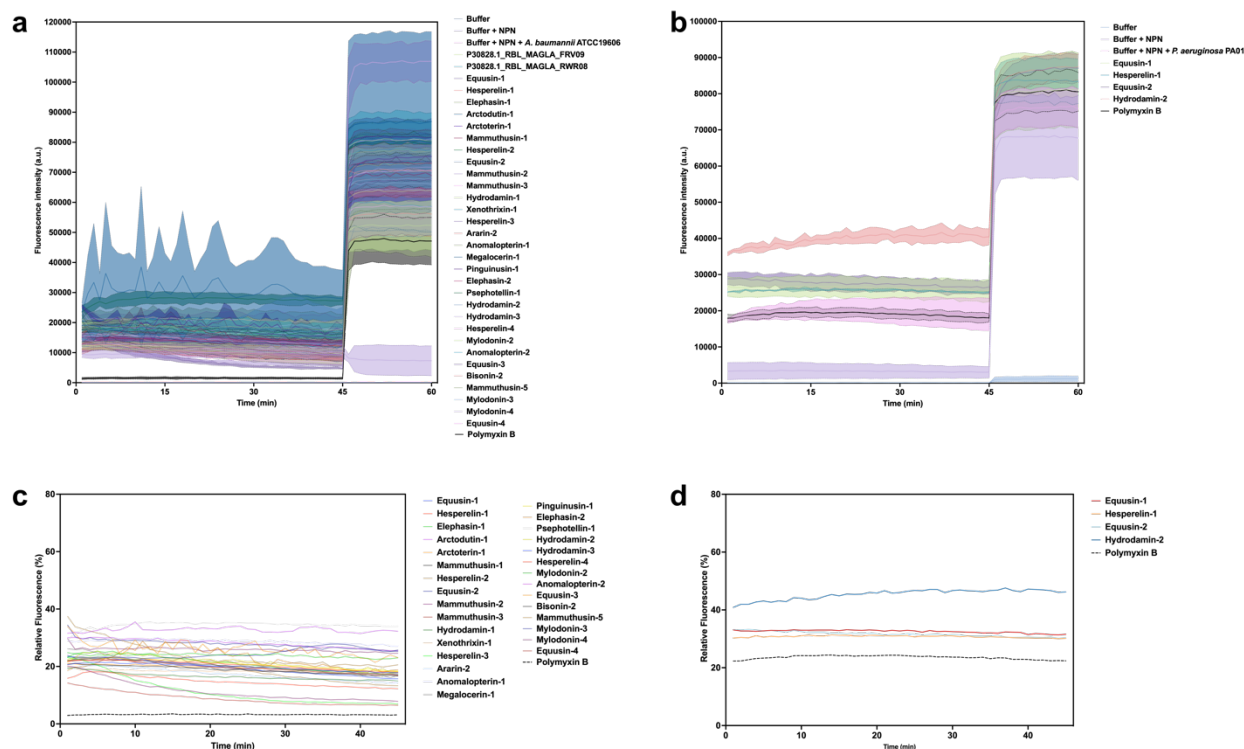 a
120000
110000
100000
90000
80000
70000
60000
50000
40000
30000
20000
10000
0
Fluorescence intensity (a.u.)
0 15 30 45 60
Time (min)
Buffer
Buffer + NPN
Buffer + NPN + A. baumannii ATCC19606
P30828.1_RBL_MAGLA_FRV09
P30828.1_RBL_MAGLA_RWR08
Equusin-1
Hesperelin-1
Elephasin-1
Arctodutin-1
Arctoterin-1
Mammuthusin-1
Hesperelin-2
Equusin-2
Mammuthusin-2
Mammuthusin-3
Hydrodamin-1
Xenothrixin-1
Hesperelin-3
Ararin-2
Anomalopterin-1
Megalocerin-1
Pinguinusin-1
Elephasin-2
Psephotellin-1
Hydrodamin-2
Hydrodamin-3
Hesperelin-4
Mylodonin-2
Anomalopterin-2
Equusin-3
Bisonin-2
Mammuthusin-5
Mylodonin-3
Mylodonin-4
Equusin-4
Polymyxin B
b
100000
90000
80000
70000
60000
50000
40000
30000
20000
10000
0
Fluorescence intensity (a.u.)
0 15 30 45 60
Time (min)
Buffer
Buffer + NPN
Buffer + NPN + P. aeruginosa PA01
Equusin-1
Hesperelin-1
Equusin-2
Hydrodamin-2
Polymyxin B
c
80
60
40
20
0
Relative Fluorescence (%)
0 10 20 30 40
Time (min)
Equusin-1
Hesperelin-1
Elephasin-1
Arctodutin-1
Arctoterin-1
Mammuthusin-1
Hesperelin-2
Equusin-2
Mammuthusin-2
Mammuthusin-3
Hydrodamin-1
Xenothrixin-1
Hesperelin-3
Ararin-2
Anomalopterin-1
Megalocerin-1
Pinguinusin-1
Elephasin-2
Psephotellin-1
Hydrodamin-2
Hydrodamin-3
Hesperelin-4
Mylodonin-2
Anomalopterin-2
Equusin-3
Bisonin-2
Mammuthusin-5
Mylodonin-3
Mylodonin-4
Equusin-4
Polymyxin B
d
80
60
40
20
0
Relative Fluorescence (%)
0 10 20 30 40
Time (min)
Equusin-1
Hesperelin-1
Equusin-2
Hydrodamin-2
Polymyxin B